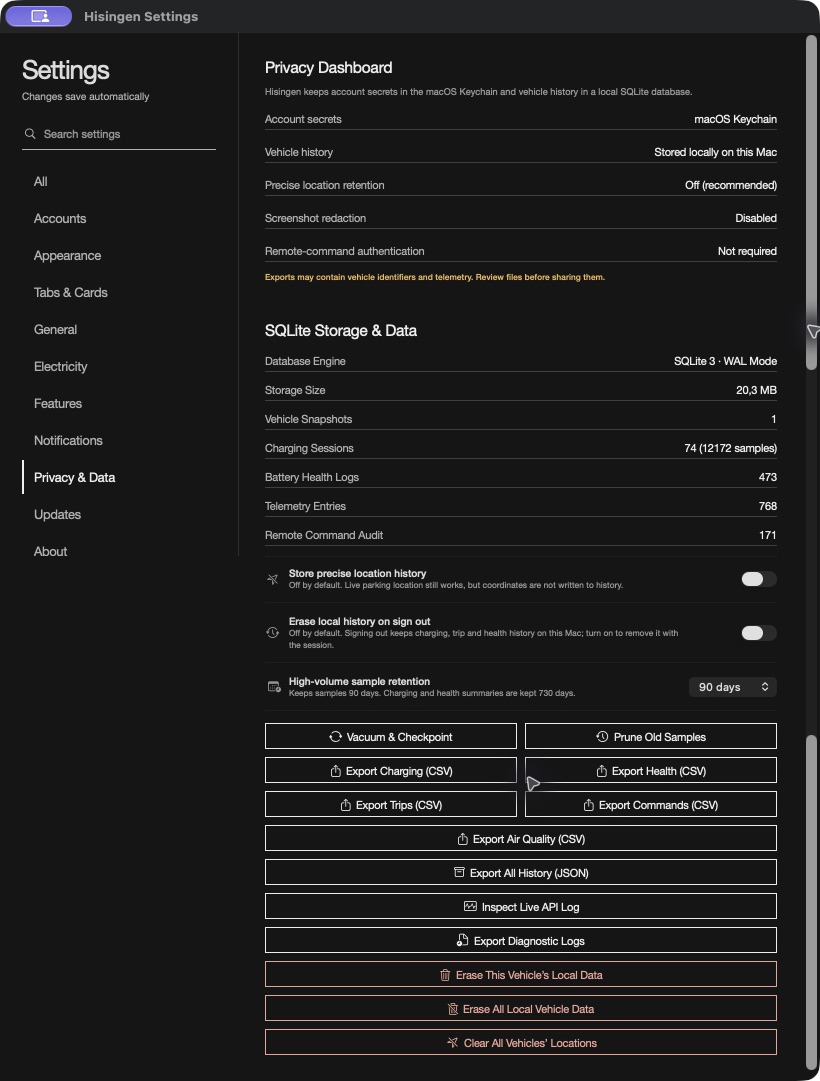 Hisingen Settings
Settings
Changes save automatically
Search settings
All
Accounts
Appearance
Tabs & Cards
General
Electricity
Features
Notifications
Privacy & Data
Updates
About
Privacy Dashboard
Hisingen keeps account secrets in the macOS Keychain and vehicle history in a local SQLite database.
Account secrets macOS Keychain
Vehicle history Stored locally on this Mac
Precise location retention Off (recommended)
Screenshot redaction Disabled
Remote-command authentication Not required
Exports may contain vehicle identifiers and telemetry. Review files before sharing them.
SQLite Storage & Data
Database Engine SQLite 3 · WAL Mode
Storage Size 20,3 MB
Vehicle Snapshots 1
Charging Sessions 74 (12172 samples)
Battery Health Logs 473
Telemetry Entries 768
Remote Command Audit 171
Store precise location history
Off by default. Live parking location still works, but coordinates are not written to history.
Erase local history on sign out
Off by default. Signing out keeps charging, trip and health history on this Mac; turn on to remove it with
the session.
High-volume sample retention
Keeps samples 90 days. Charging and health summaries are kept 730 days.
90 days
Vacuum & Checkpoint
Prune Old Samples
Export Charging (CSV)
Export Health (CSV)
Export Trips (CSV)
Export Commands (CSV)
Export Air Quality (CSV)
Export All History (JSON)
Inspect Live API Log
Export Diagnostic Logs
Erase This Vehicle's Local Data
Erase All Local Vehicle Data
Clear All Vehicles' Locations